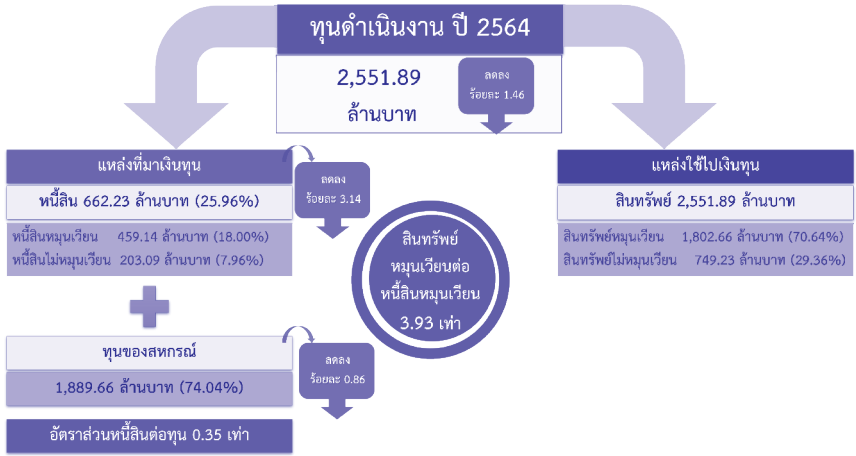 ทุนดำเนินงาน ปี 2564
2,551.89
ล้านบาท
ลดลง
ร้อยละ 1.46
แหล่งที่มาเงินทุน
หนี้สิน 662.23 ล้านบาท (25.96%)
หนี้สินหมุนเวียน 459.14 ล้านบาท (18.00%)
หนี้สินไม่หมุนเวียน 203.09 ล้านบาท (7.96%)
ลดลง
ร้อยละ 3.14
ทุนของสหกรณ์
1,889.66 ล้านบาท (74.04%)
ลดลง
ร้อยละ 0.86
อัตราส่วนหนี้สินต่อทุน 0.35 เท่า
สินทรัพย์
หมุนเวียนต่อ
หนี้สินหมุนเวียน
3.93 เท่า
แหล่งใช้ไปเงินทุน
สินทรัพย์ 2,551.89 ล้านบาท
สินทรัพย์หมุนเวียน 1,802.66 ล้านบาท (70.64%)
สินทรัพย์ไม่หมุนเวียน 749.23 ล้านบาท (29.36%)